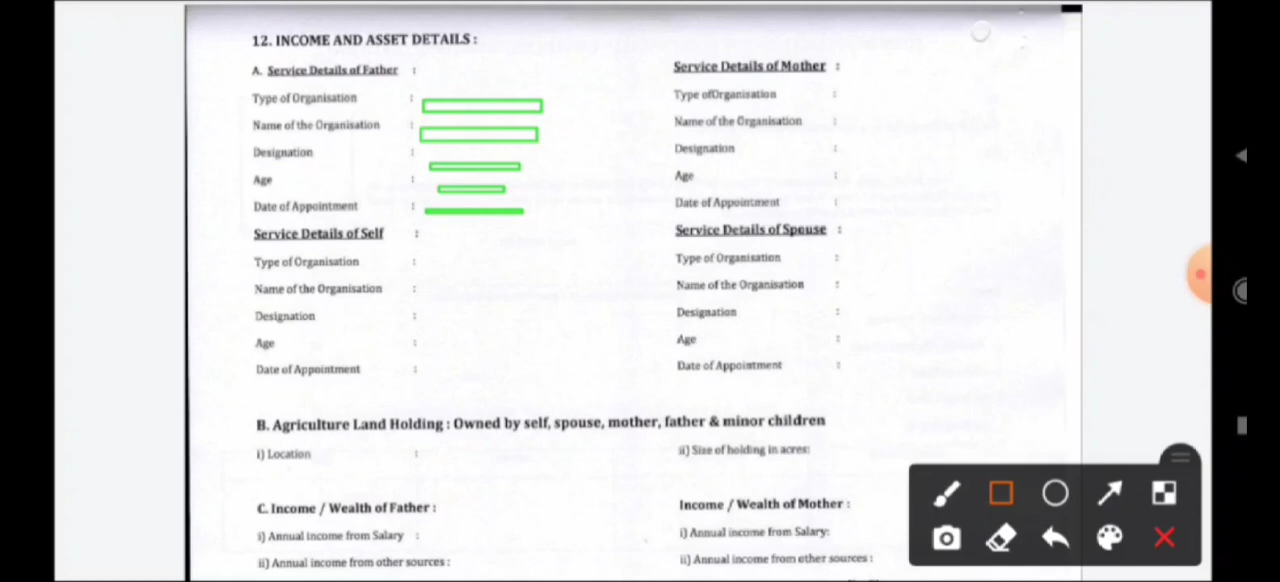 12. INCOME AND ASSET DETAILS :
A. Service Details of Father :
Type of Organisation :
Name of the Organisation :
Designation :
Age :
Date of Appointment :
Service Details of Mother :
Type ofOrganisation :
Name of the Organisation :
Designation :
Age :
Date of Appointment :
Service Details of Self :
Type of Organisation :
Name of the Organisation :
Designation :
Age :
Date of Appointment :
Service Details of Spouse :
Type of Organisation :
Name of the Organisation :
Designation :
Age :
Date of Appointment :
B. Agriculture Land Holding : Owned by self, spouse, mother, father & minor children
i) Location :
ii) Size of holding in acres:
C. Income / Wealth of Father :
i) Annual income from Salary :
ii) Annual income from other sources :
Income / Wealth of Mother :
i) Annual income from Salary:
ii) Annual income from other sources :